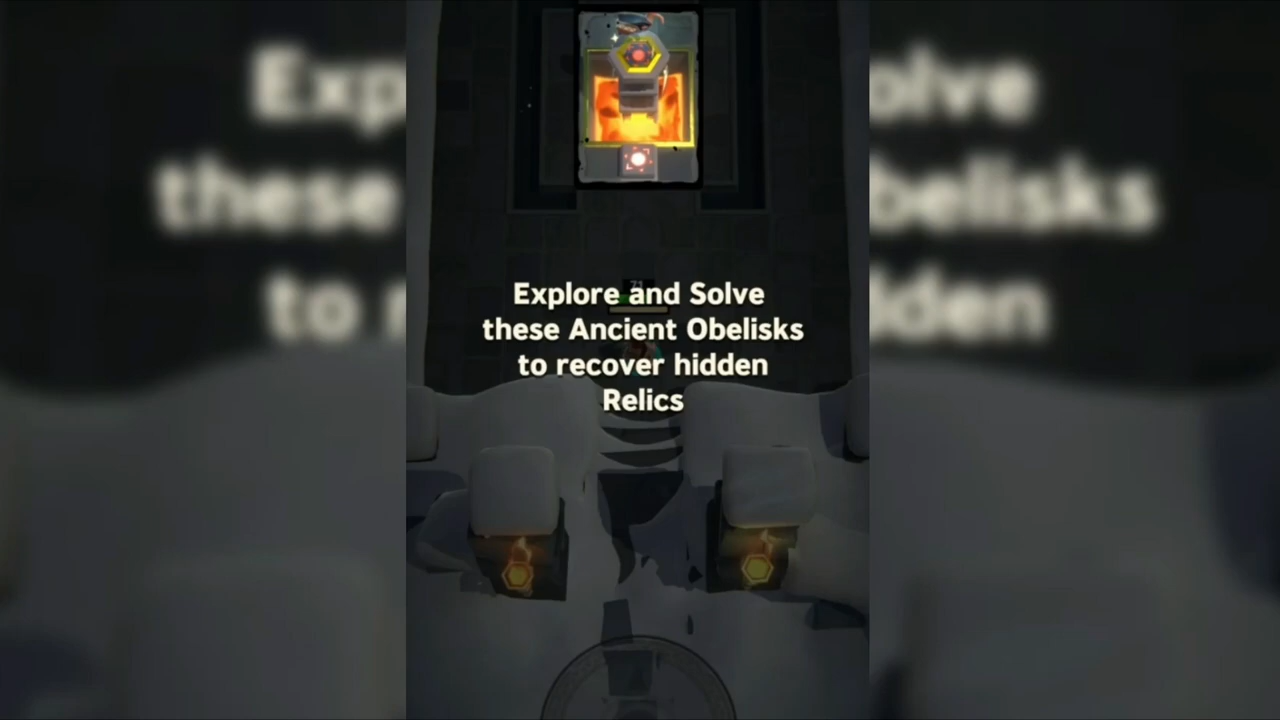 Explore and Solve
these Ancient Obelisks
to recover hidden
Relics